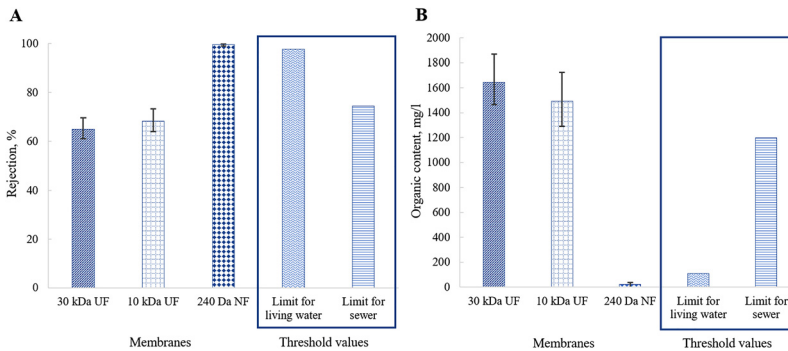 A
Rejection, %
100
80
60
40
20
0
30 kDa UF
10 kDa UF
240 Da NF
Limit for
living water
Limit for
sewer
Membranes
Threshold values
B
Organic content, mg/l
2000
1800
1600
1400
1200
1000
800
600
400
200
0
30 kDa UF
10 kDa UF
240 Da NF
Limit for
living water
Limit for
sewer
Membranes
Threshold values